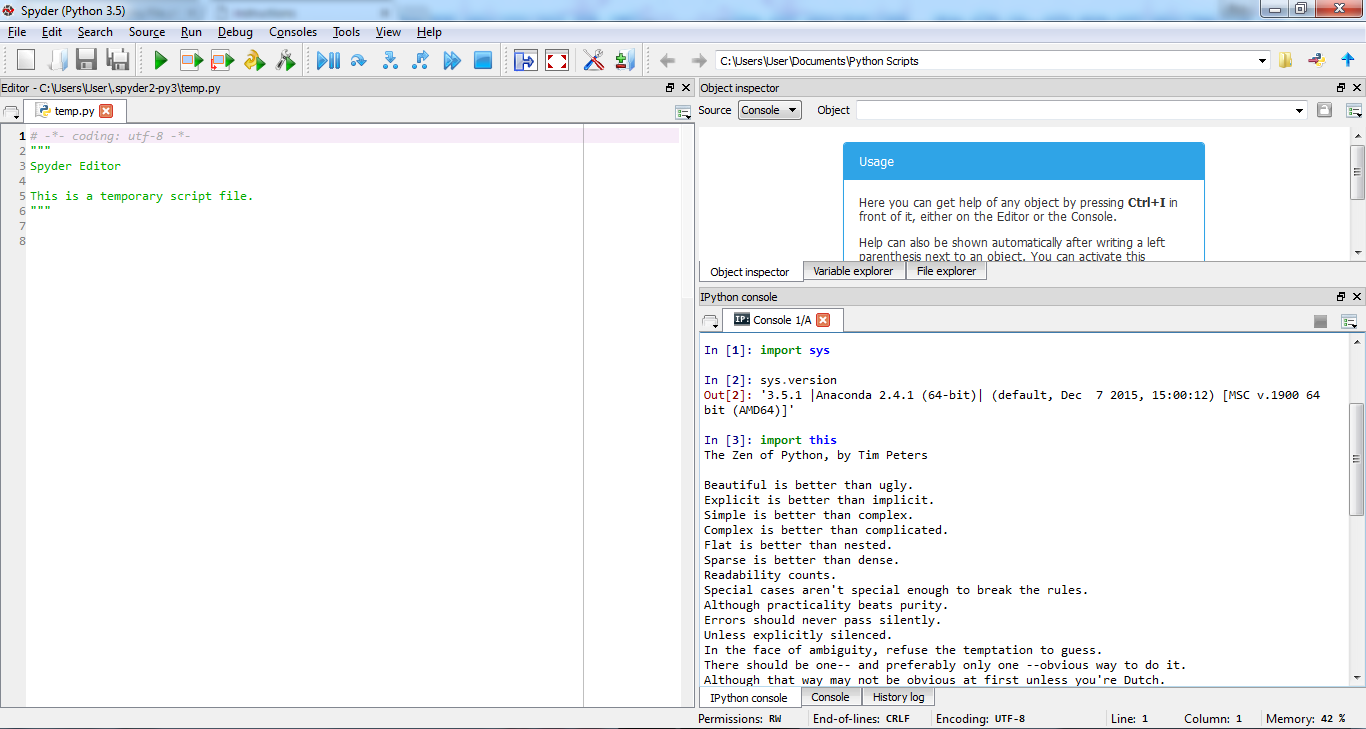 Spyder (Python 3.5)
File Edit Search Source Run Debug Consoles Tools View Help
C:\Users\User\Documents\Python Scripts
Editor - C:\Users\User\.spyder2-py3\temp.py
temp.py
1 # -*- coding: utf-8 -*-
2 """
3 Spyder Editor
4
5 This is a temporary script file.
6 """
7
8
Object inspector
Source Console Object
Usage
Here you can get help of any object by pressing Ctrl+I in
front of it, either on the Editor or the Console.
Help can also be shown automatically after writing a left
parenthesis next to an object. You can activate this
Object inspector Variable explorer File explorer
IPython console
IP: Console 1/A
In [1]: import sys
In [2]: sys.version
Out[2]: '3.5.1 |Anaconda 2.4.1 (64-bit)| (default, Dec  7 2015, 15:00:12) [MSC v.1900 64
bit (AMD64)]'
In [3]: import this
The Zen of Python, by Tim Peters
Beautiful is better than ugly.
Explicit is better than implicit.
Simple is better than complex.
Complex is better than complicated.
Flat is better than nested.
Sparse is better than dense.
Readability counts.
Special cases aren't special enough to break the rules.
Although practicality beats purity.
Errors should never pass silently.
Unless explicitly silenced.
In the face of ambiguity, refuse the temptation to guess.
There should be one-- and preferably only one --obvious way to do it.
Although that way may not be obvious at first unless you're Dutch.
IPython console Console History log
Permissions: RW End-of-lines: CRLF Encoding: UTF-8 Line: 1 Column: 1 Memory: 42 %